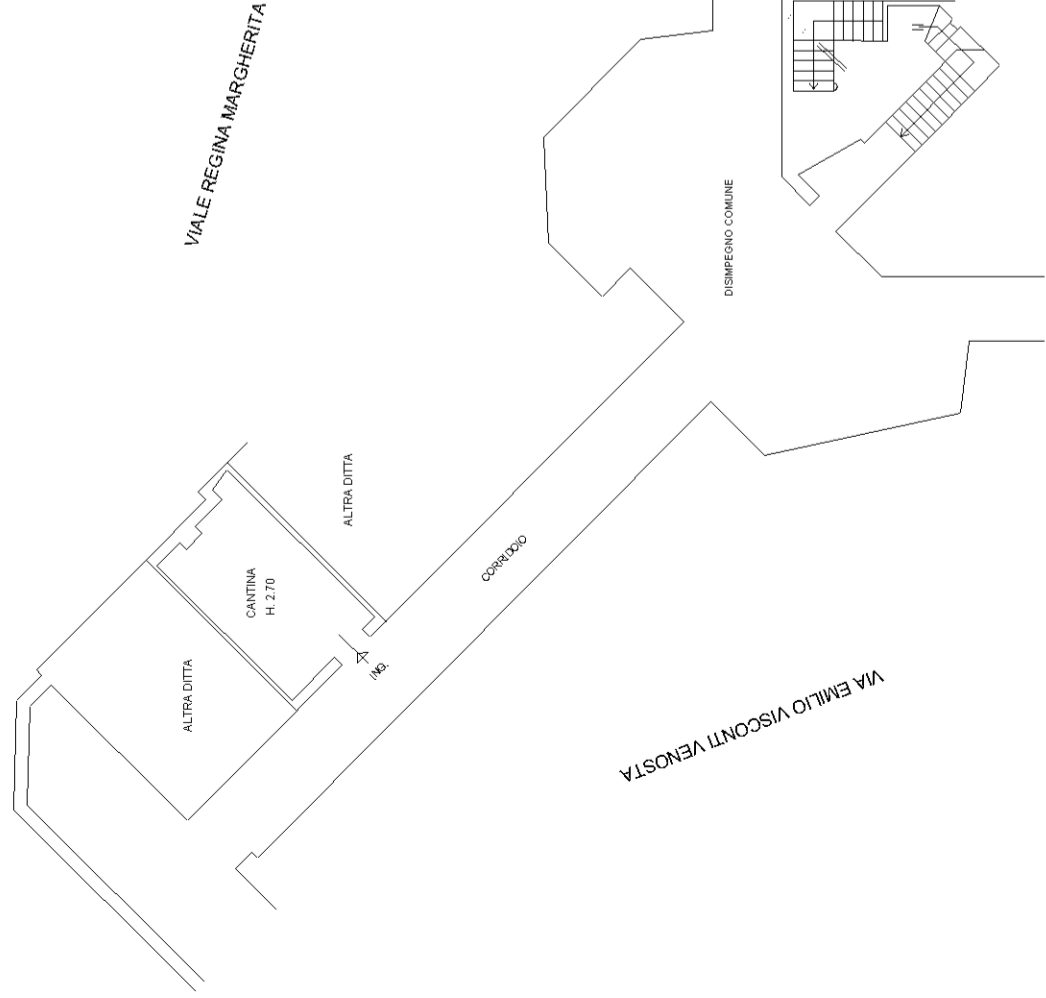 VIALE REGINA MARGHERITA
DISIMPEGNO COMUNE
ALTRA DITTA
CORRIDOIO
CANTINA
H. 2.70
ING.
ALTRA DITTA
VIA EMILIO VISCONTI VENOSTA